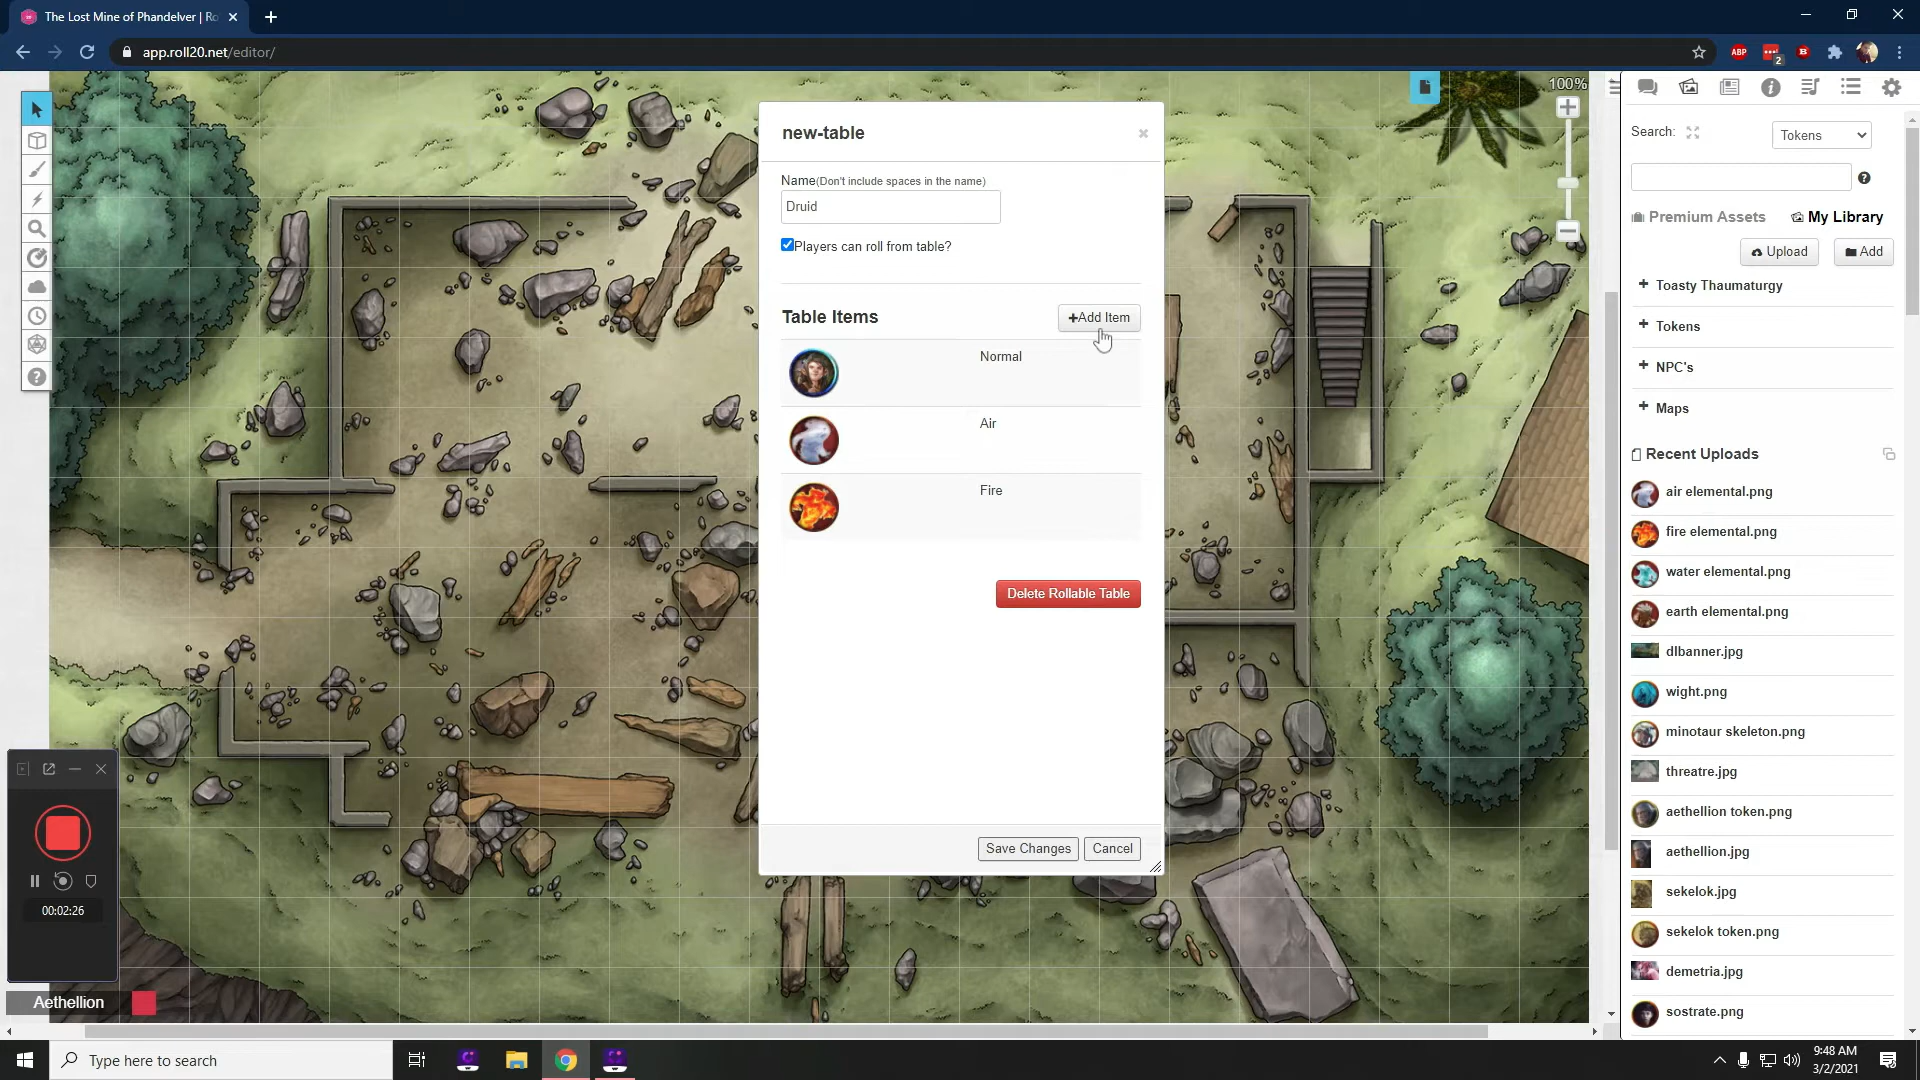 The Lost Mine of Phandelver | Ro
app.roll20.net/editor/
ABP
2
100%
new-table
Name(Don't include spaces in the name)
Druid
Players can roll from table?
Table Items
+Add Item
Normal
Air
Fire
Delete Rollable Table
Save Changes
Cancel
Search:
Tokens
Premium Assets
My Library
Upload
Add
Toasty Thaumaturgy
Tokens
NPC's
Maps
Recent Uploads
air elemental.png
fire elemental.png
water elemental.png
earth elemental.png
dlbanner.jpg
wight.png
minotaur skeleton.png
threatre.jpg
aethellion token.png
aethellion.jpg
sekelok.jpg
sekelok token.png
demetria.jpg
sostrate.png
00:02:26
Aethellion
Type here to search
9:48 AM
3/2/2021